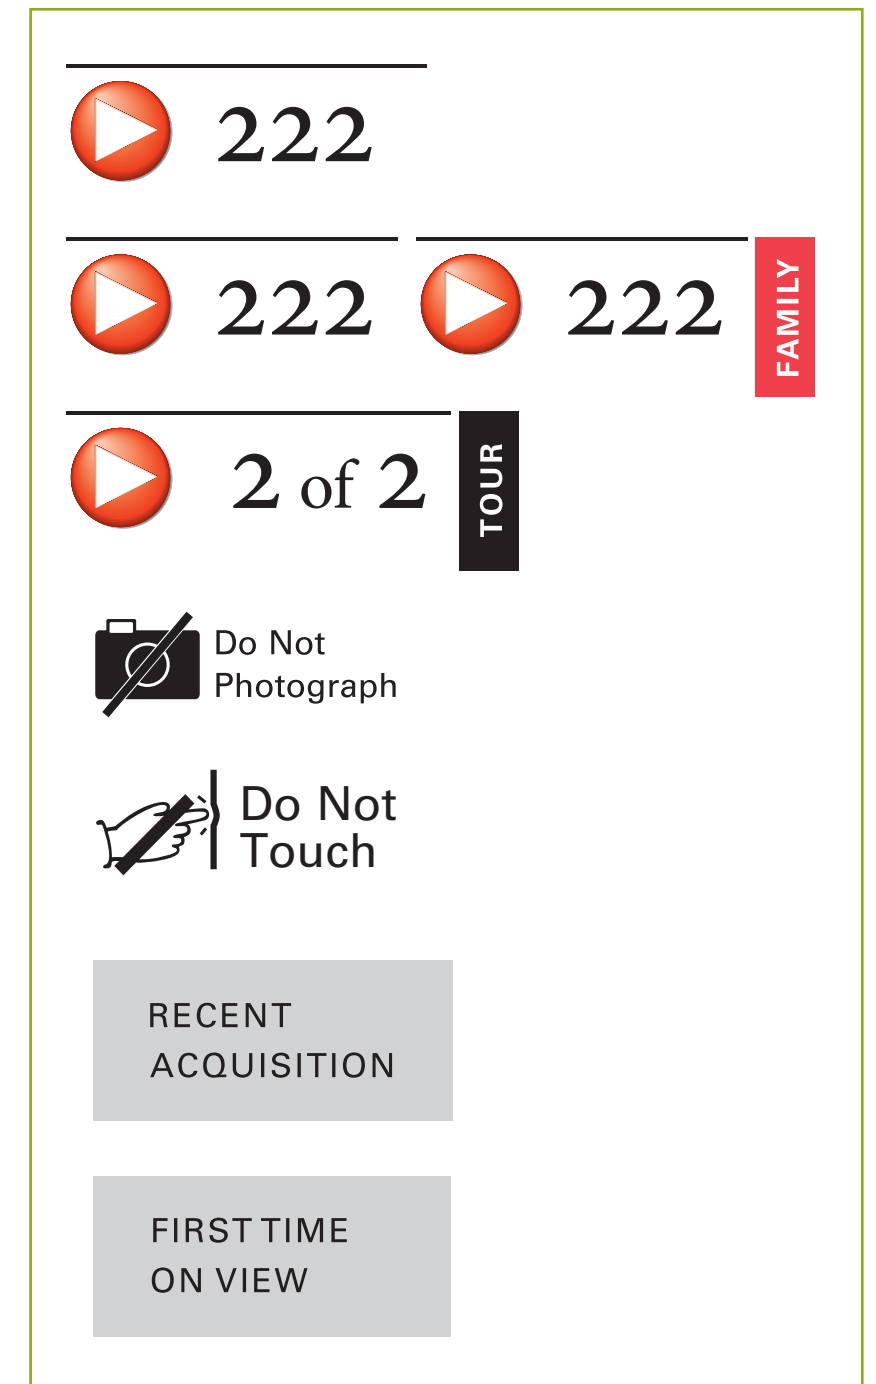 222
222 222 FAMILY
2 of 2 TOUR
Do Not
Photograph
Do Not
Touch
RECENT
ACQUISITION
FIRST TIME
ON VIEW